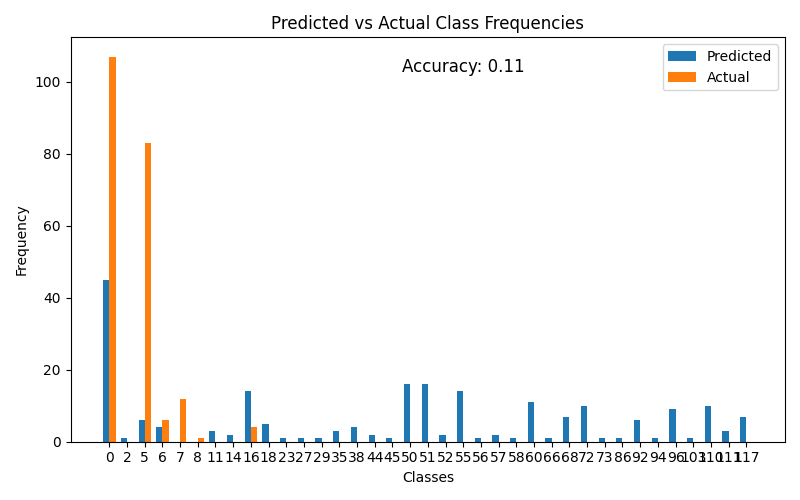 Predicted vs Actual Class Frequencies
Accuracy: 0.11
Predicted
Actual
Frequency
100
80
60
40
20
0
0 2 5 6 7 8 11 14 16 18 23 27 29 35 38 44 45 50 51 52 55 56 57 58 60 66 68 72 73 86 92 94 96 103 110 111 117
Classes